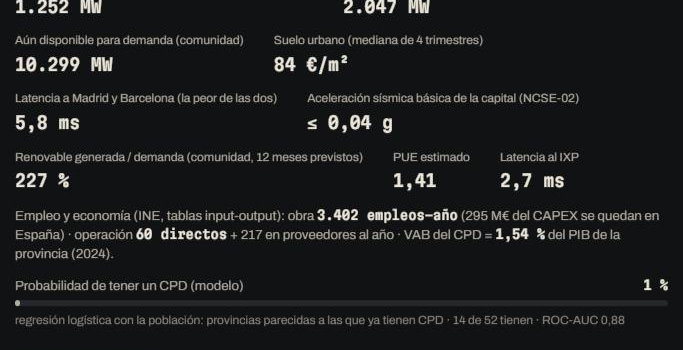 1.252 MW 2.047 MW
Aún disponible para demanda (comunidad) Suelo urbano (mediana de 4 trimestres)
10.299 MW 84 €/m²
Latencia a Madrid y Barcelona (la peor de las dos) Aceleración sísmica básica de la capital (NCSE-02)
5,8 ms ≤ 0,04 g
Renovable generada / demanda (comunidad, 12 meses previstos) PUE estimado Latencia al IXP
227 % 1,41 2,7 ms
Empleo y economía (INE, tablas input-output): obra 3.402 empleos-año (295 M€ del CAPEX se quedan en
España) · operación 60 directos + 217 en proveedores al año · VAB del CPD = 1,54 % del PIB de la
provincia (2024).
Probabilidad de tener un CPD (modelo) 1 %
regresión logística con la población: provincias parecidas a las que ya tienen CPD · 14 de 52 tienen · ROC-AUC 0,88